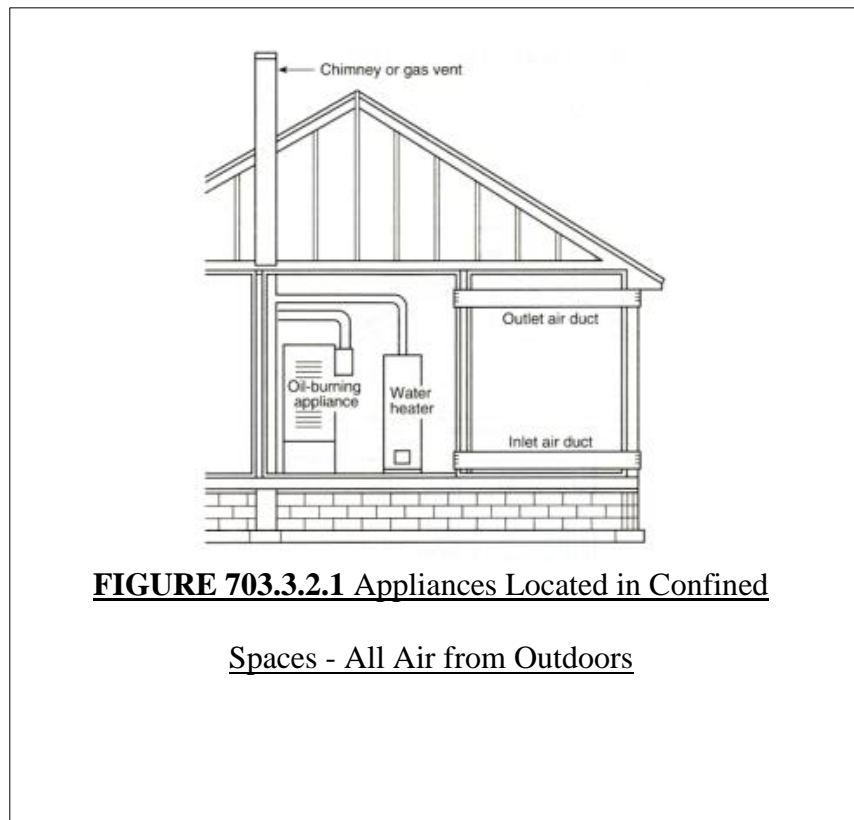 Chimney or gas vent
Outlet air duct
Oil-burning
appliance
Water
heater
Inlet air duct
FIGURE 703.3.2.1 Appliances Located in Confined
Spaces - All Air from Outdoors